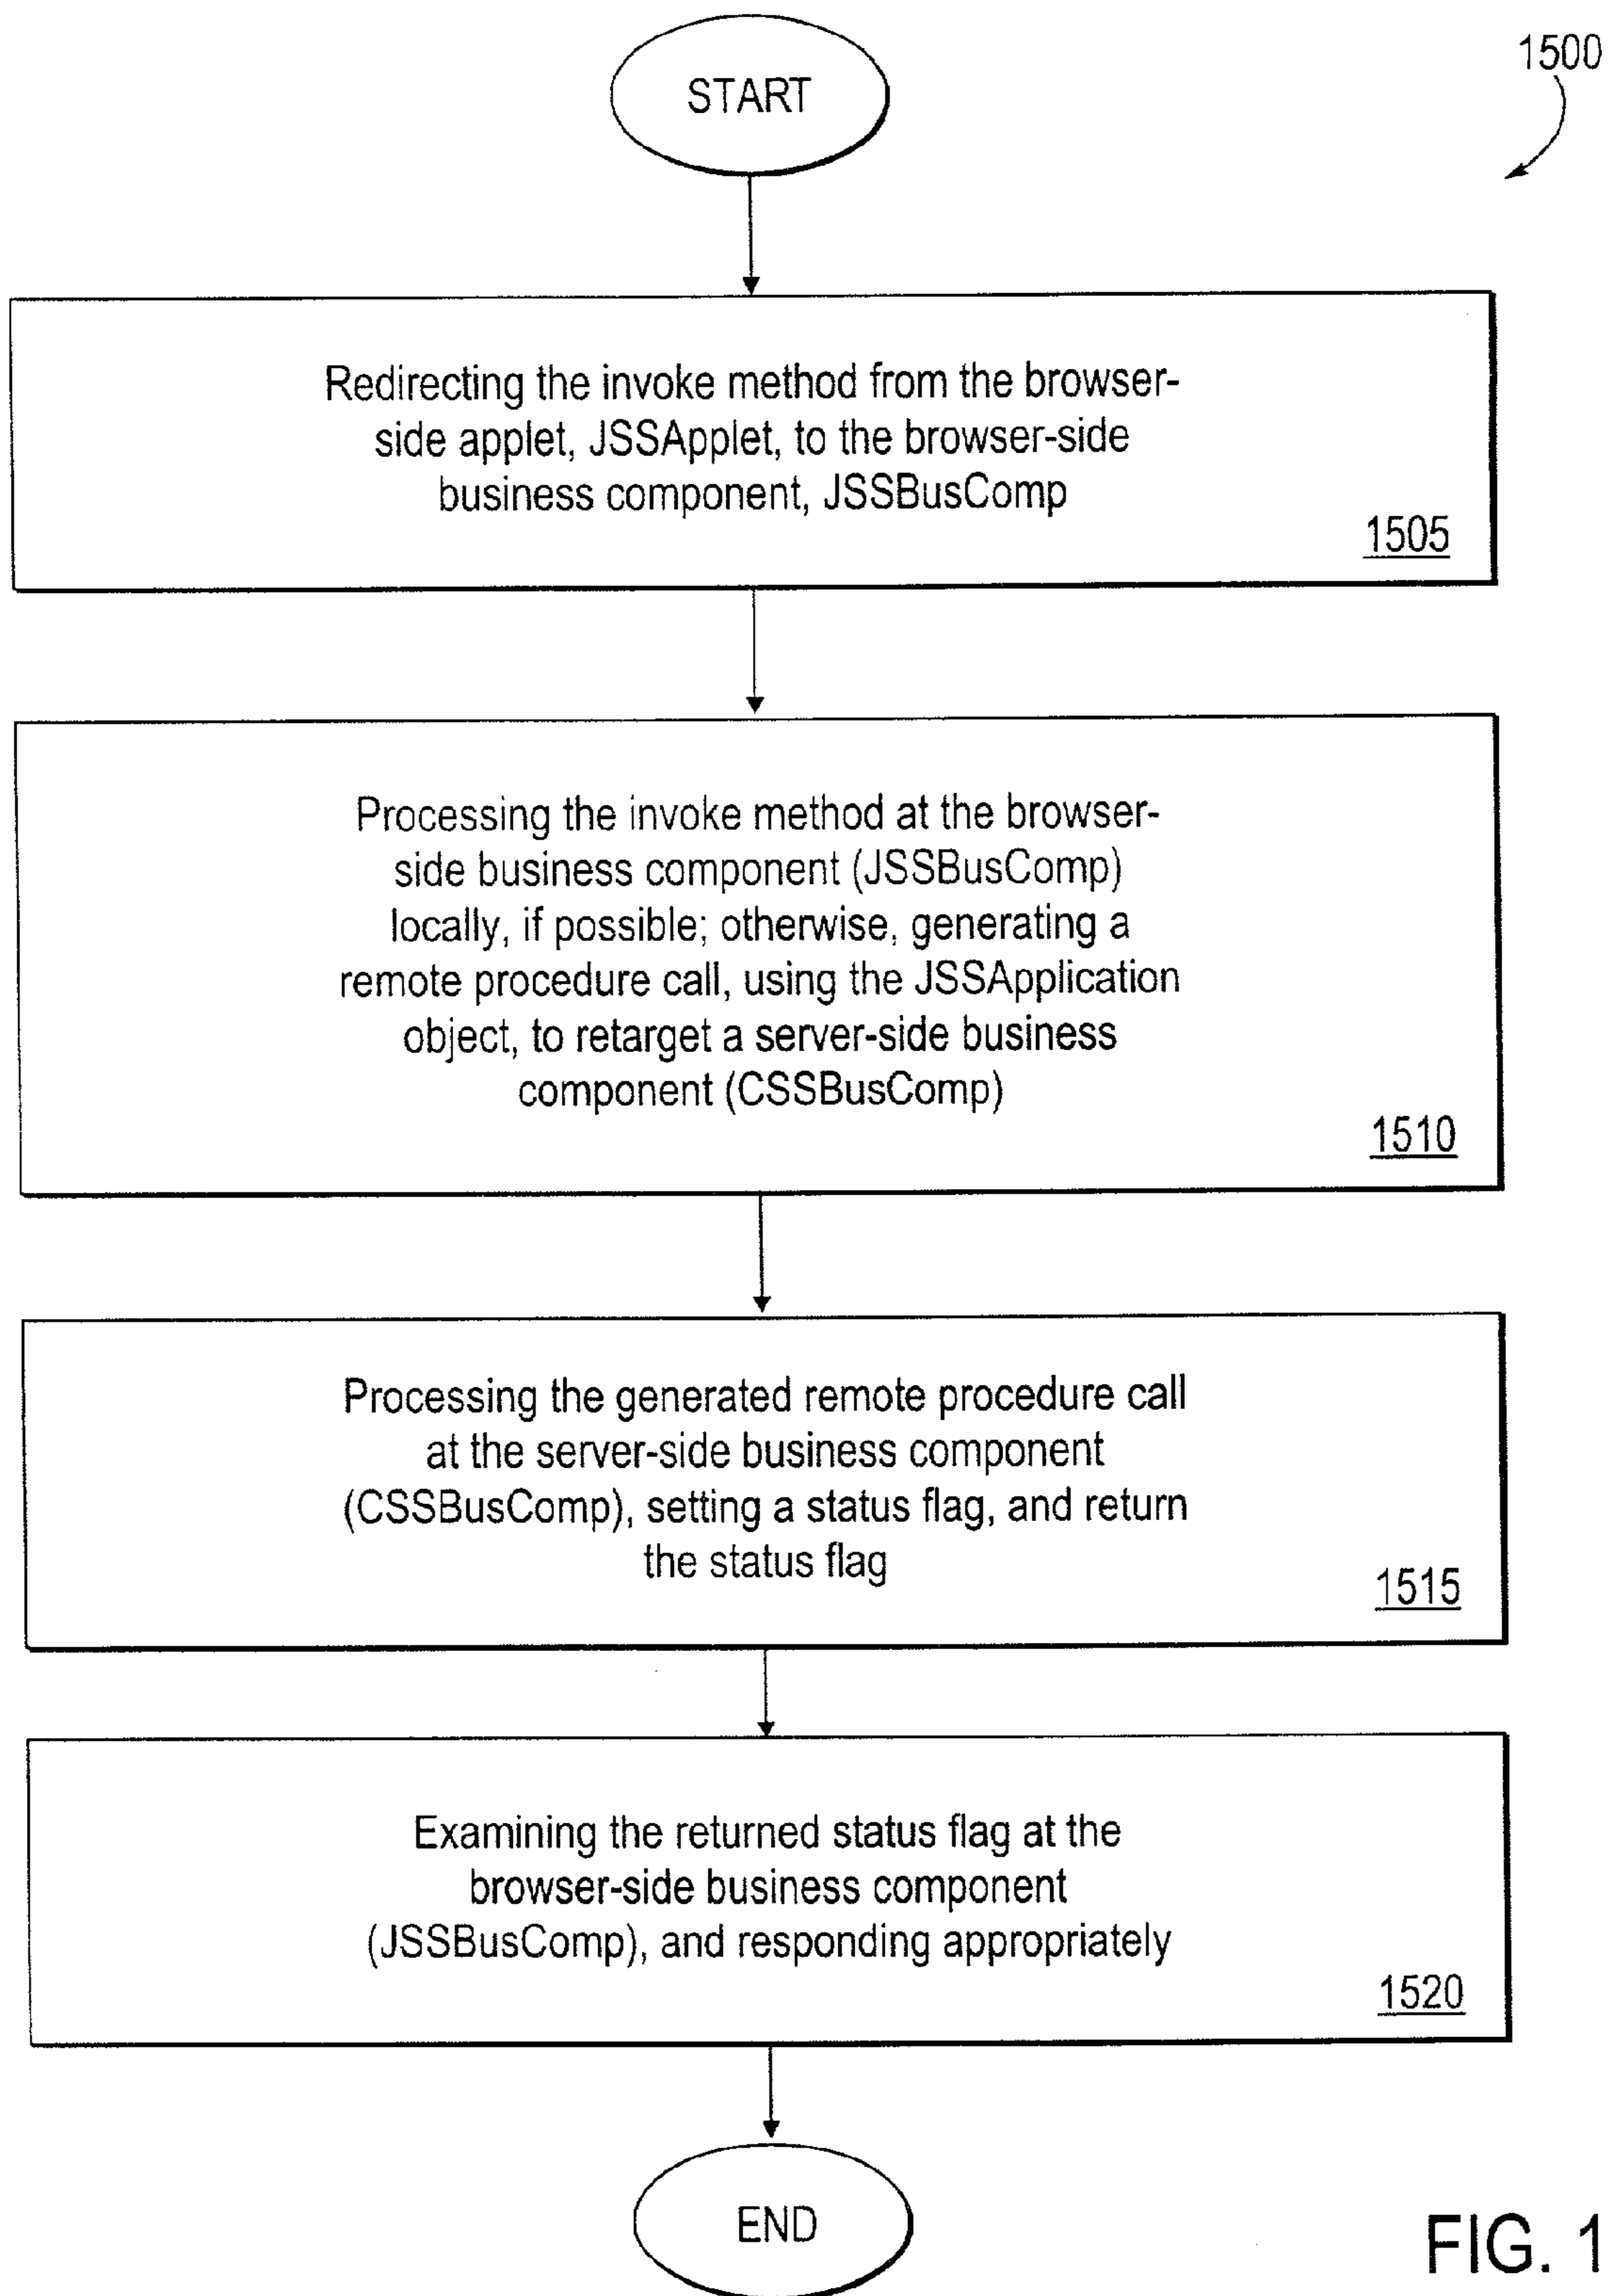 START
1500
Redirecting the invoke method from the browser-
side applet, JSSApplet, to the browser-side
business component, JSSBusComp
1505
Processing the invoke method at the browser-
side business component (JSSBusComp)
locally, if possible; otherwise, generating a
remote procedure call, using the JSSApplication
object, to retarget a server-side business
component (CSSBusComp)
1510
Processing the generated remote procedure call
at the server-side business component
(CSSBusComp), setting a status flag, and return
the status flag
1515
Examining the returned status flag at the
browser-side business component
(JSSBusComp), and responding appropriately
1520
END
FIG. 1